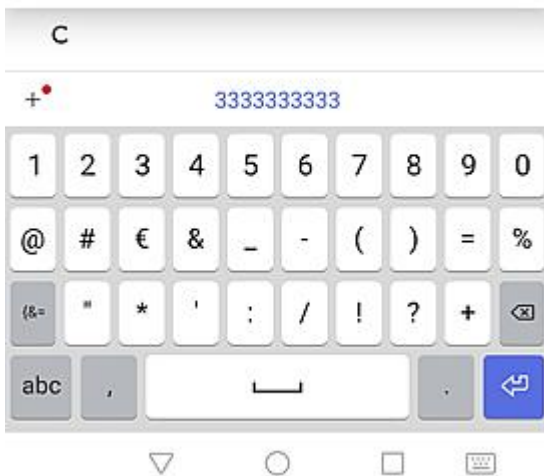 C
+ 3333333333
1 2 3 4 5 6 7 8 9 0
@ # € & _ - ( ) = %
{&= " * ' : / ! ? +
abc , .